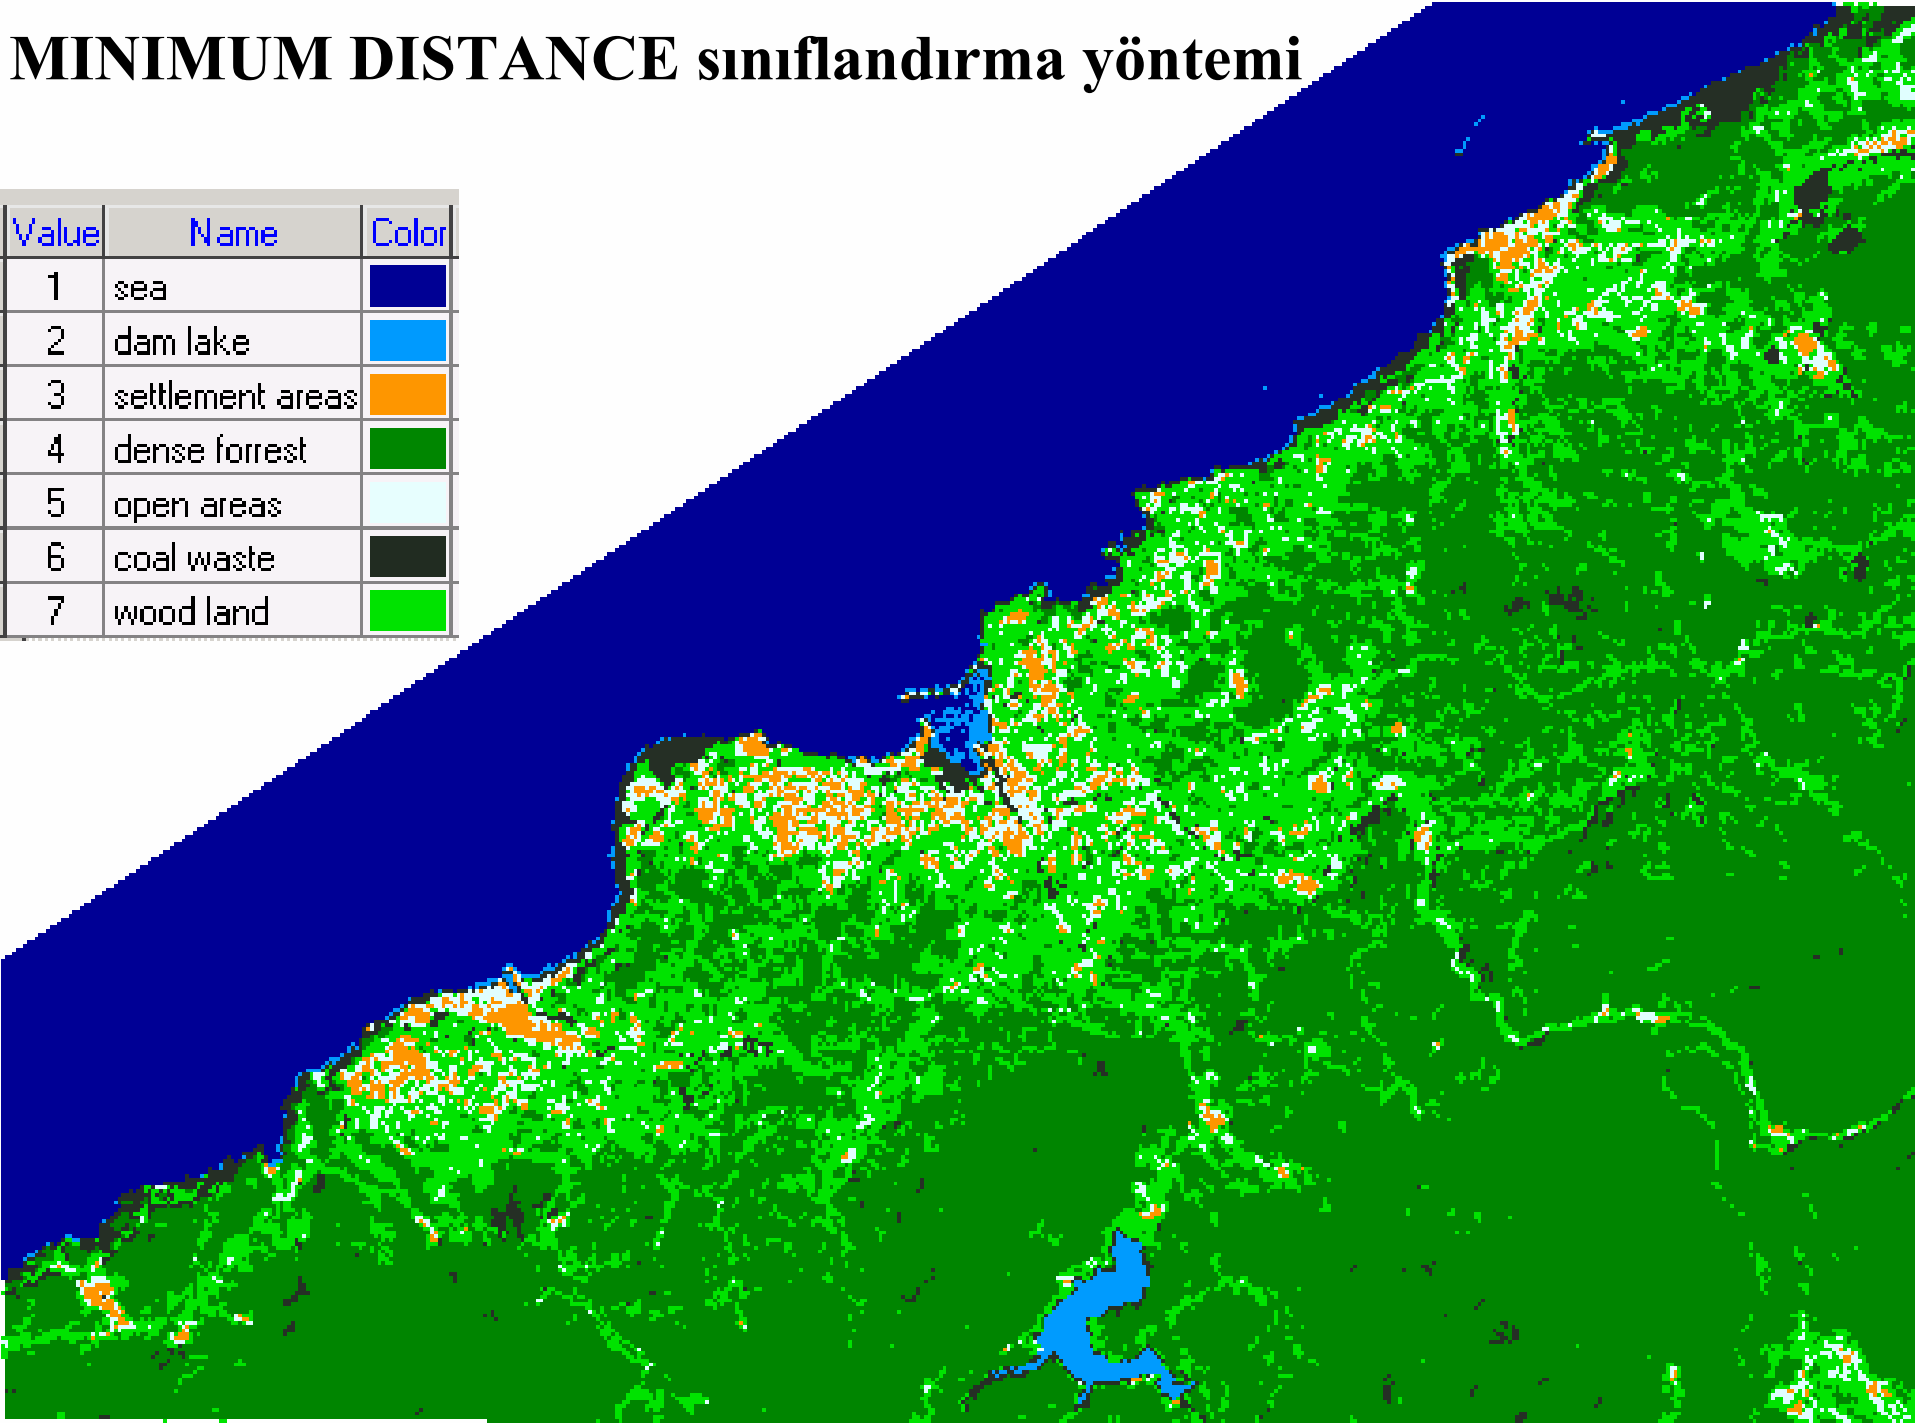 MINIMUM DISTANCE sınıflandırma yöntemi
Value Name Color
1 sea
2 dam lake
3 settlement areas
4 dense forrest
5 open areas
6 coal waste
7 wood land